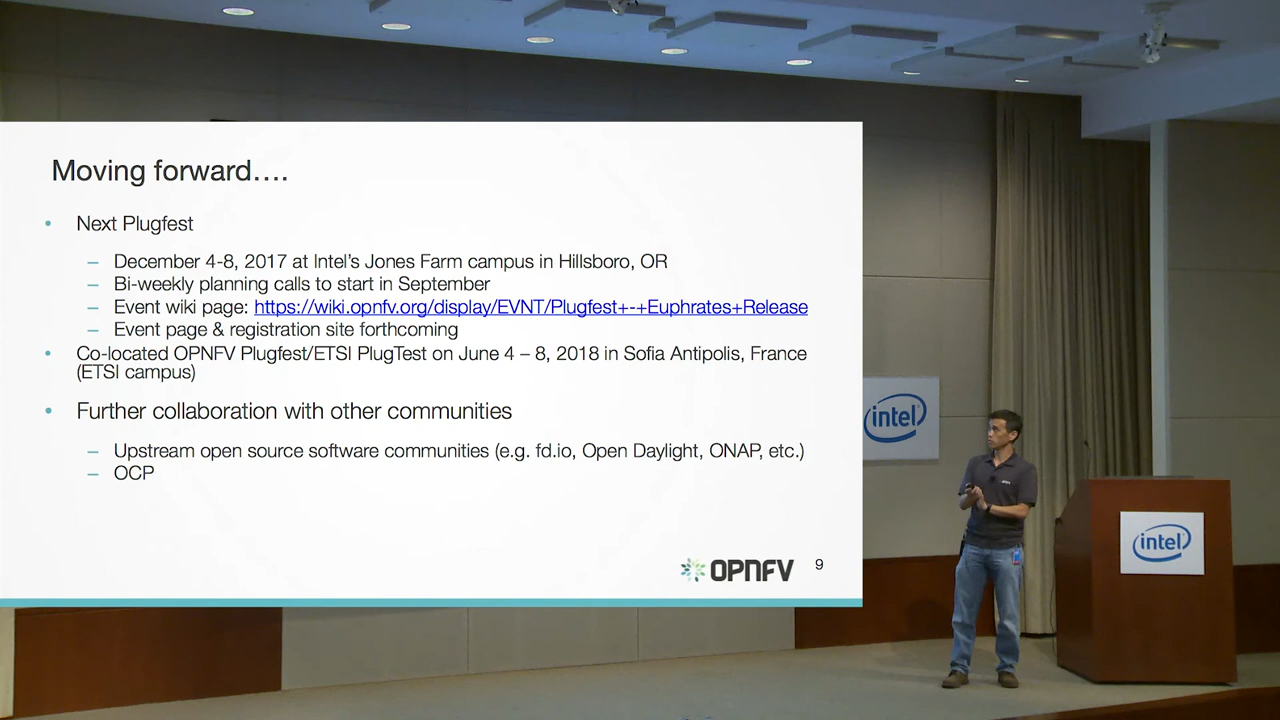 Moving forward....
• Next Plugfest
– December 4-8, 2017 at Intel's Jones Farm campus in Hillsboro, OR
– Bi-weekly planning calls to start in September
– Event wiki page: https://wiki.opnfv.org/display/EVNT/Plugfest+-+Euphrates+Release
– Event page & registration site forthcoming
• Co-located OPNFV Plugfest/ETSI PlugTest on June 4 – 8, 2018 in Sofia Antipolis, France
(ETSI campus)
• Further collaboration with other communities
– Upstream open source software communities (e.g. fd.io, Open Daylight, ONAP, etc.)
– OCP
OPNFV
9
intel
intel